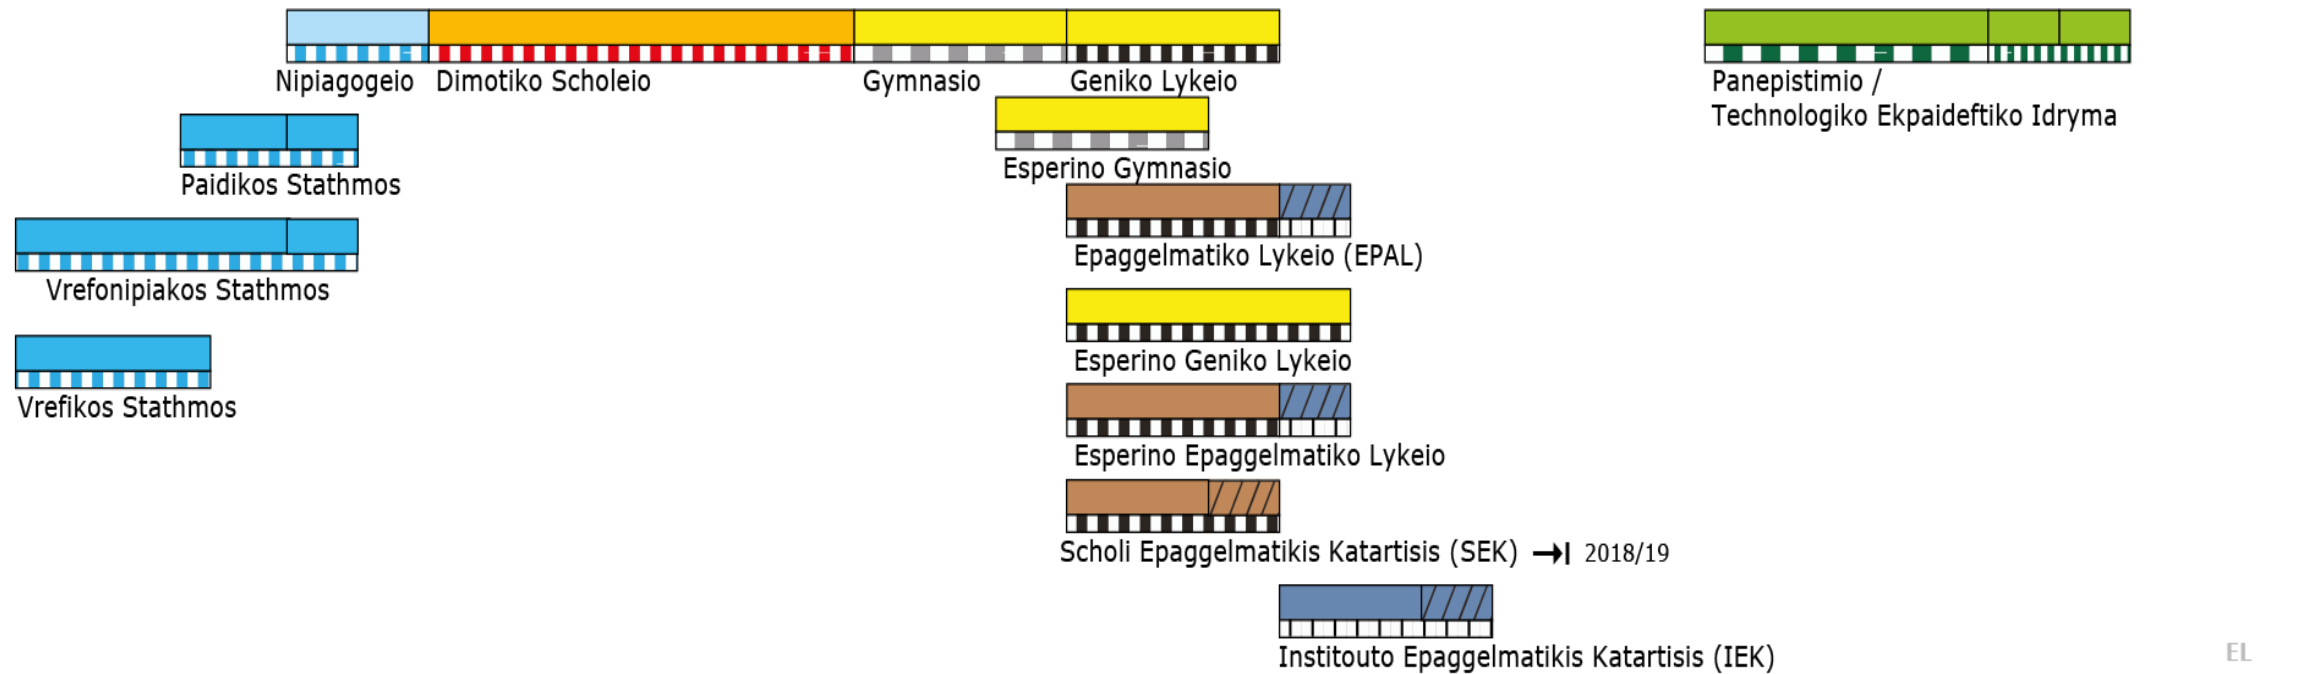 Nipiagogeio
Dimotiko Scholeio
Gymnasio
Geniko Lykeio
Panepistimio /
Technologiko Ekpaideftiko Idryma
Esperino Gymnasio
Paidikos Stathmos
Epaggelmatiko Lykeio (EPAL)
Vrefonipiakos Stathmos
Esperino Geniko Lykeio
Vrefikos Stathmos
Esperino Epaggelmatiko Lykeio
Scholi Epaggelmatikis Katartisis (SEK) 2018/19
Institouto Epaggelmatikis Katartisis (IEK)
EL